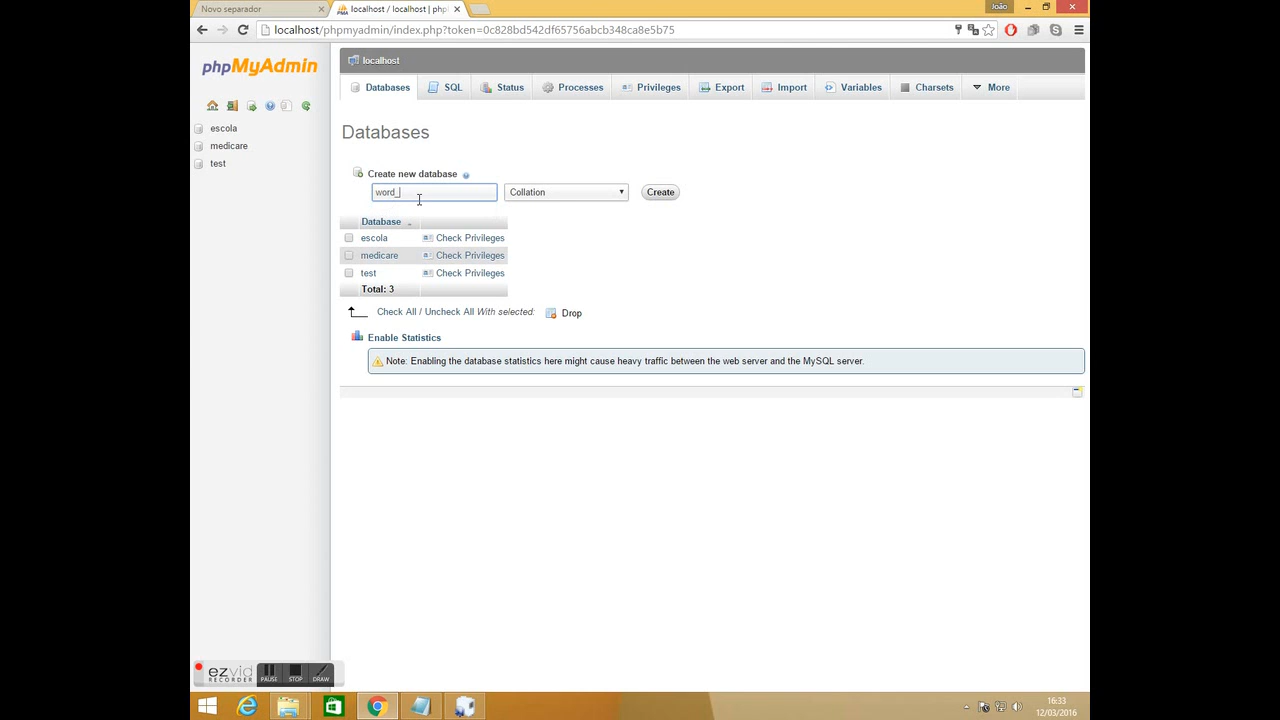 Novo separador
localhost / localhost | php
João
localhost/phpmyadmin/index.php?token=0c828bd542df65756abcb348ca8e5b75
phpMyAdmin
localhost
Databases
SQL
Status
Processes
Privileges
Export
Import
Variables
Charsets
More
escola
medicare
test
Databases
Create new database
word_
Collation
Create
Database
escola
Check Privileges
medicare
Check Privileges
test
Check Privileges
Total: 3
Check All / Uncheck All With selected:
Drop
Enable Statistics
Note: Enabling the database statistics here might cause heavy traffic between the web server and the MySQL server.
ezvid
RECORDER
PAUSE
STOP
DRAW
16:33
12/03/2016